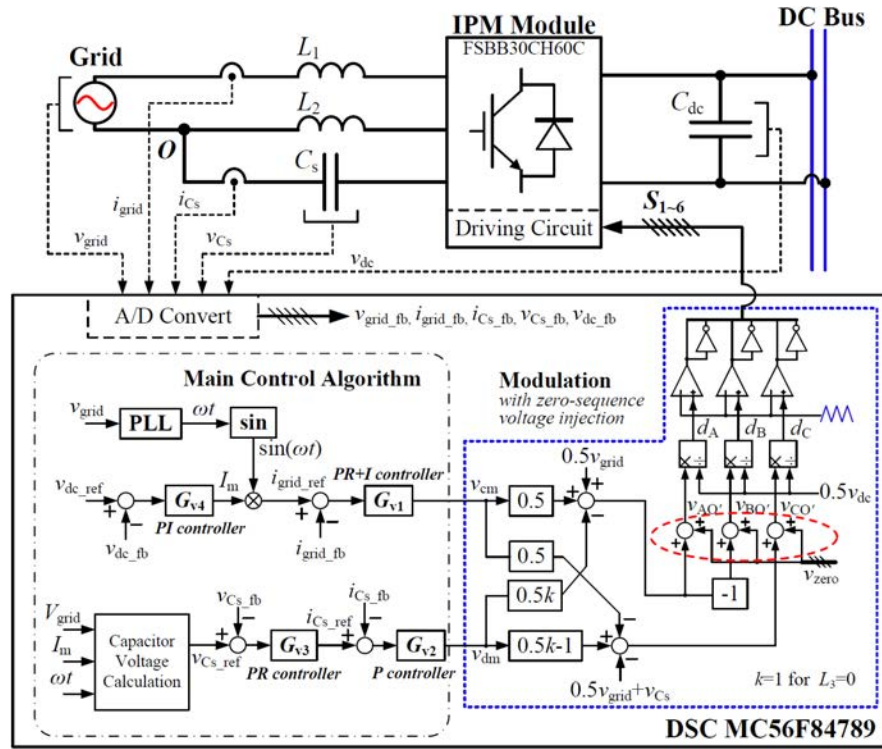 IPM Module
DC Bus
FSBB30CH60C
Grid
L1
L2
Cdc
O
Cs
S1~6
Driving Circuit
igrid
iCs
vgrid
vCs
vdc
A/D Convert
vgrid_fb, igrid_fb, iCs_fb, vCs_fb, vdc_fb
Main Control Algorithm
Modulation
with zero-sequence
voltage injection
vgrid
PLL
ωt
sin
sin(ωt)
dA
dB
dC
×÷
×÷
×÷
vdc_ref
+
-
vdc_fb
Gv4
PI controller
Im
⊗
igrid_ref
+
-
igrid_fb
PR+I controller
Gv1
vcm
0.5
0.5vgrid
+
+
-
0.5vdc
vAO'
vBO'
vCO'
+
+
+
+
+
+
vzero
0.5
0.5k
-1
Vgrid
Im
ωt
Capacitor
Voltage
Calculation
vCs_ref
vCs_fb
-
+
Gv3
PR controller
iCs_ref
iCs_fb
-
+
Gv2
P controller
vdm
0.5k-1
-
+
-
0.5vgrid+vCs
k=1 for L3=0
DSC MC56F84789